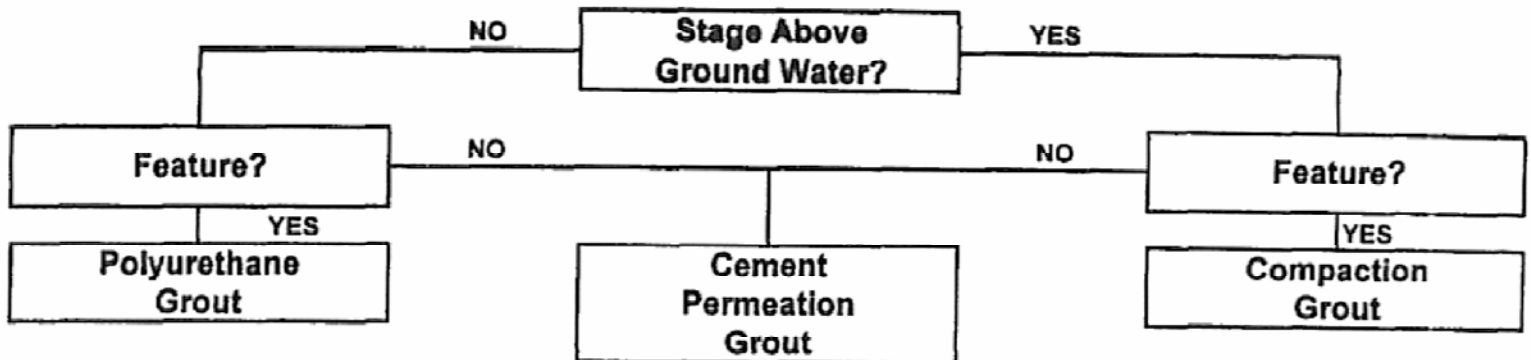 NO
Stage Above
Ground Water?
YES
Feature?
NO
NO
Feature?
YES
Polyurethane
Grout
Cement
Permeation
Grout
YES
Compaction
Grout